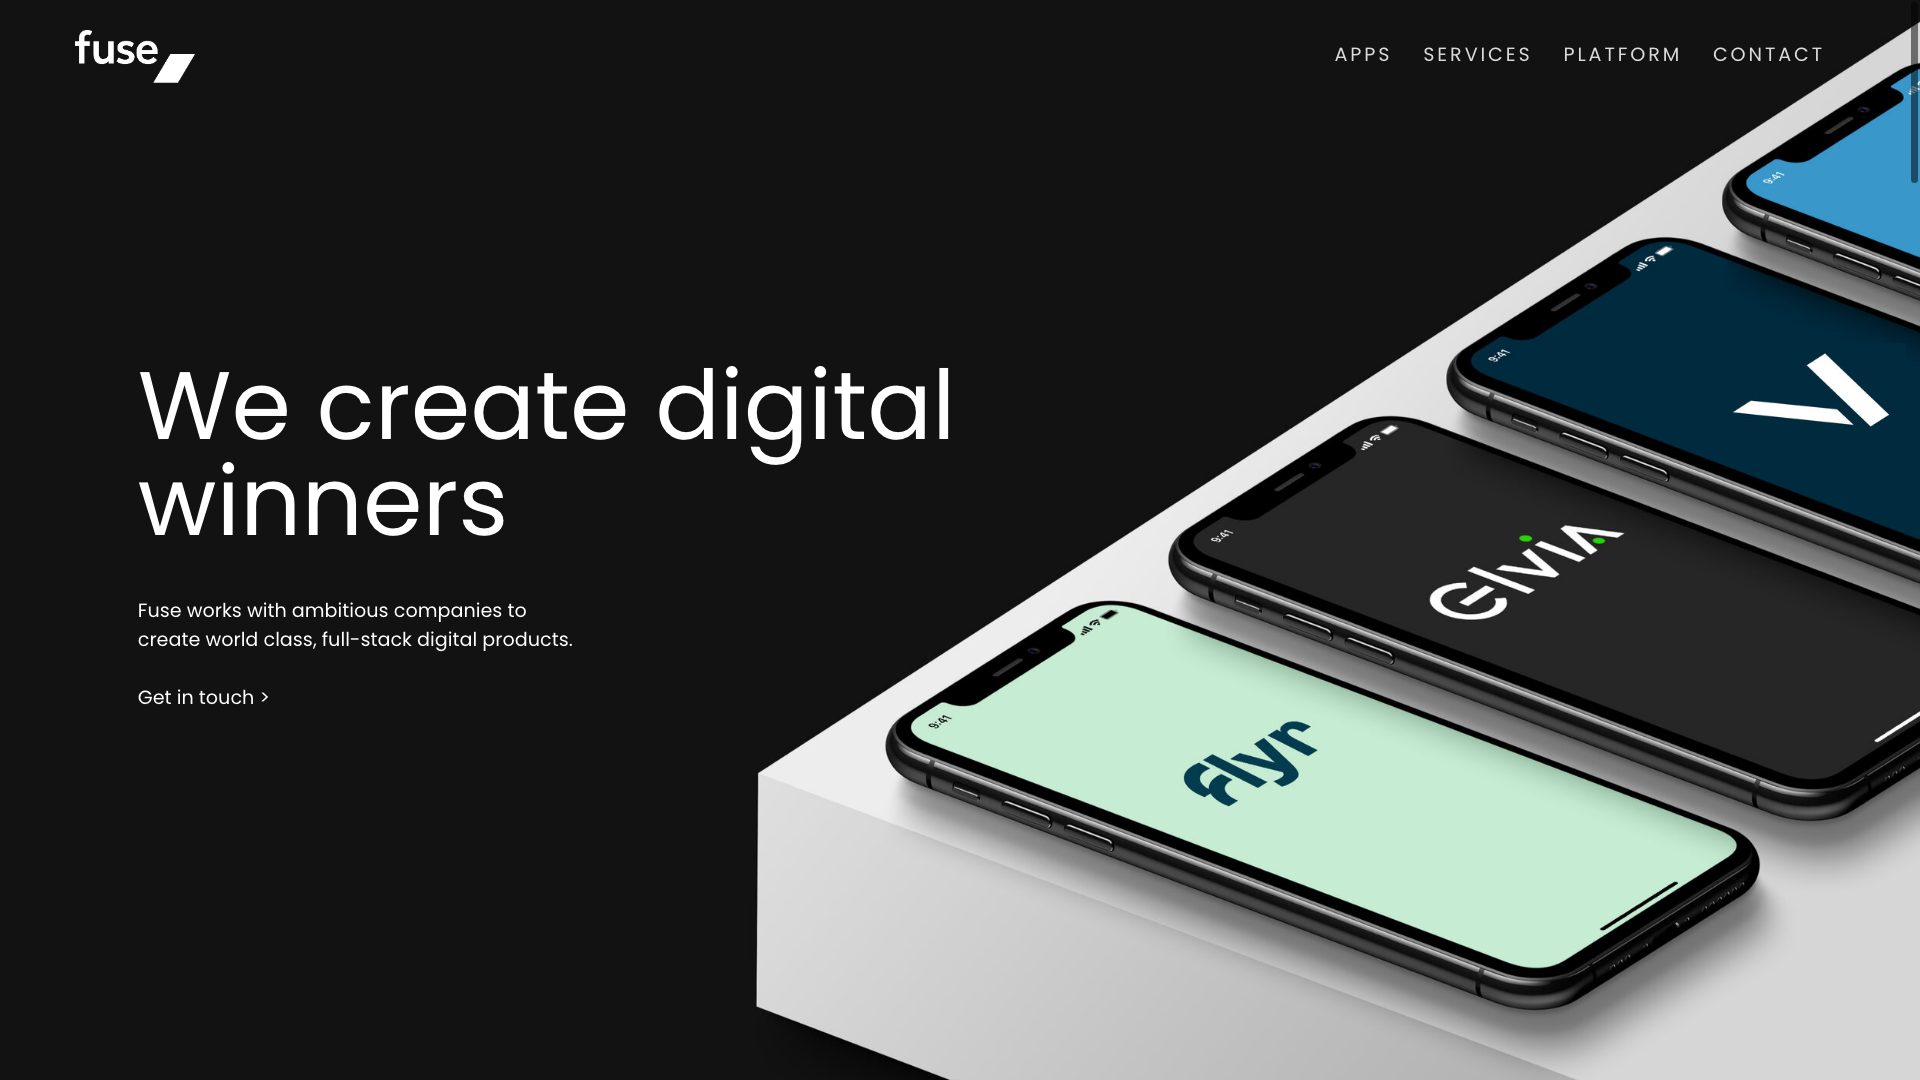 fuse
APPS SERVICES PLATFORM CONTACT
We create digital
winners
Fuse works with ambitious companies to
create world class, full-stack digital products.
Get in touch >
9:41
9:41
9:41
Elvia
9:41
flyr